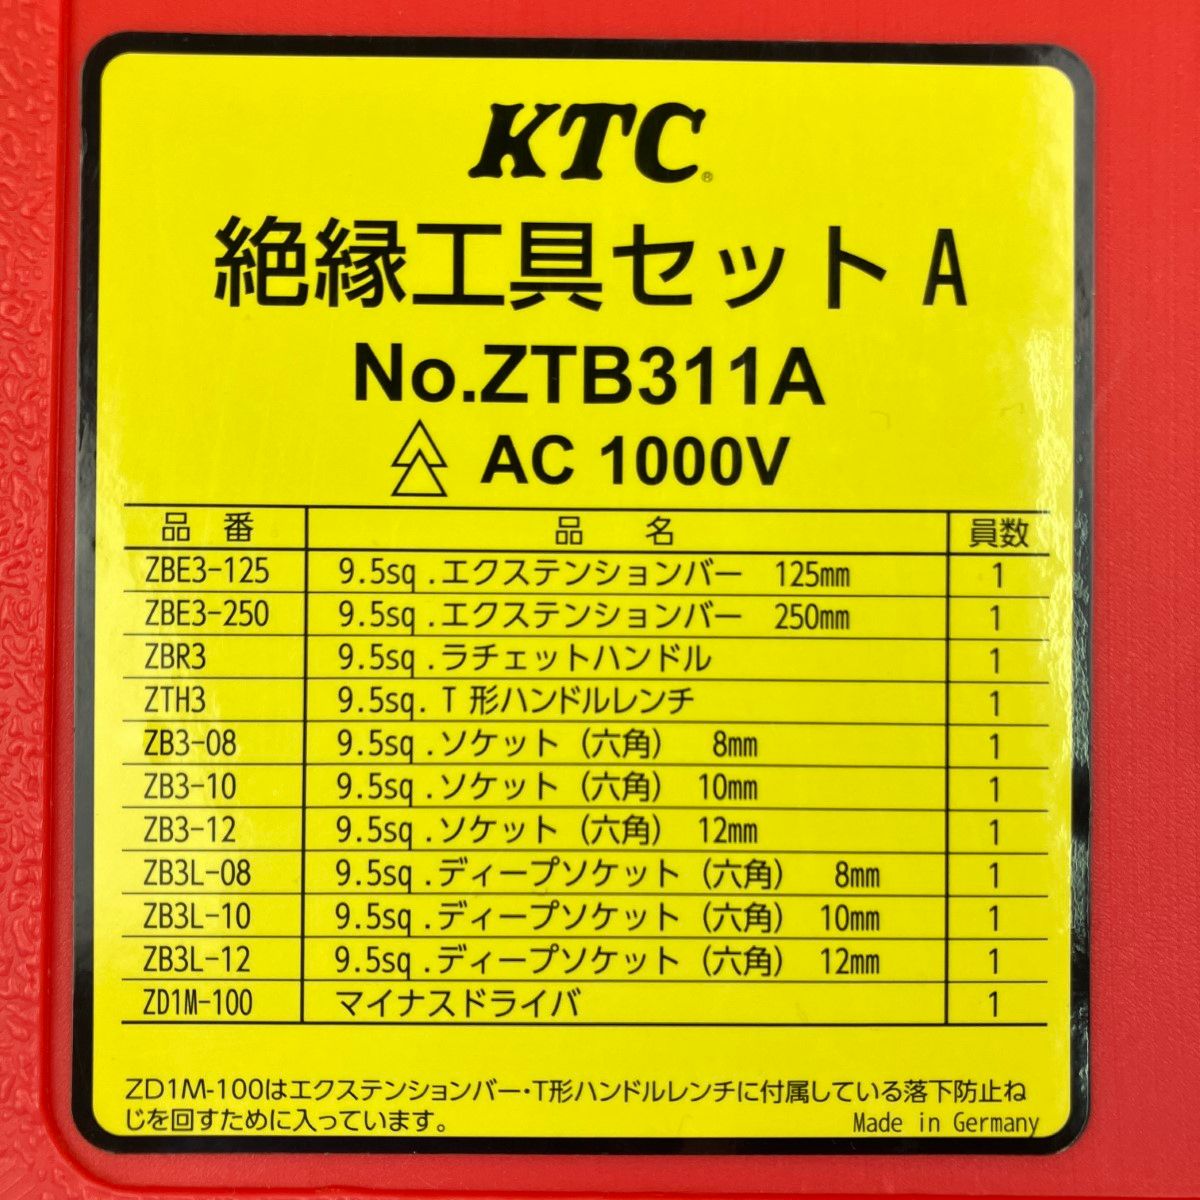 KTC®
絶縁工具セット A
No.ZTB311A
AC 1000V
品 番 品 名 員数
ZBE3-125 9.5sq.エクステンションバー 125mm 1
ZBE3-250 9.5sq.エクステンションバー 250mm 1
ZBR3 9.5sq.ラチェットハンドル 1
ZTH3 9.5sq.T形ハンドルレンチ 1
ZB3-08 9.5sq.ソケット（六角） 8mm 1
ZB3-10 9.5sq.ソケット（六角） 10mm 1
ZB3-12 9.5sq.ソケット（六角） 12mm 1
ZB3L-08 9.5sq.ディープソケット（六角） 8mm 1
ZB3L-10 9.5sq.ディープソケット（六角） 10mm 1
ZB3L-12 9.5sq.ディープソケット（六角） 12mm 1
ZD1M-100 マイナスドライバ 1
ZD1M-100はエクステンションバー・T形ハンドルレンチに付属している落下防止ね
じを回すために入っています。
Made in Germany